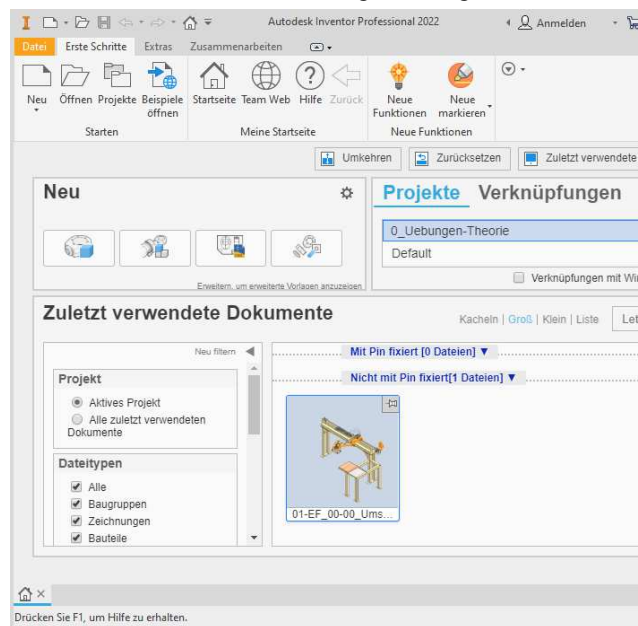 Autodesk Inventor Professional 2022
Anmelden
Datei Erste Schritte Extras Zusammenarbeiten
Neu Öffnen Projekte Beispiele öffnen Startseite Team Web Hilfe Zurück Neue Funktionen Neue markieren
Starten Meine Startseite Neue Funktionen
Umkehren Zurücksetzen Zuletzt verwendete
Neu
Projekte Verknüpfungen
0_Uebungen-Theorie
Default
Erweitern, um erweiterte Vorlagen anzuzeigen
Verknüpfungen mit Wi
Zuletzt verwendete Dokumente
Kacheln | Groß | Klein | Liste
Let
Neu filtern
Mit Pin fixiert [0 Dateien]
Nicht mit Pin fixiert[1 Dateien]
Projekt
Aktives Projekt
Alle zuletzt verwendeten
Dokumente
Dateitypen
Alle
Baugruppen
Zeichnungen
Bauteile
01-EF_00-00_Ums...
Drücken Sie F1, um Hilfe zu erhalten.